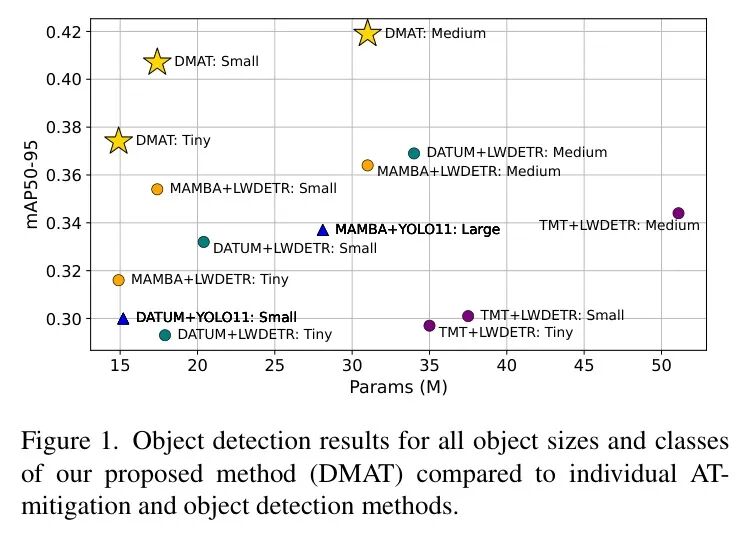 0.42
DMAT: Medium
0.40
DMAT: Small
0.38
DMAT: Tiny
DATUM+LWDETR: Medium
0.36
MAMBA+LWDETR: Medium
MAMBA+LWDETR: Small
mAP50-95
0.34
TMT+LWDETR: Medium
MAMBA+YOLO11: Large
DATUM+LWDETR: Small
0.32
MAMBA+LWDETR: Tiny
0.30
DATUM+YOLO11: Small
TMT+LWDETR: Small
DATUM+LWDETR: Tiny
TMT+LWDETR: Tiny
15 20 25 30 35 40 45 50
Params (M)
Figure 1. Object detection results for all object sizes and classes
of our proposed method (DMAT) compared to individual AT-
mitigation and object detection methods.